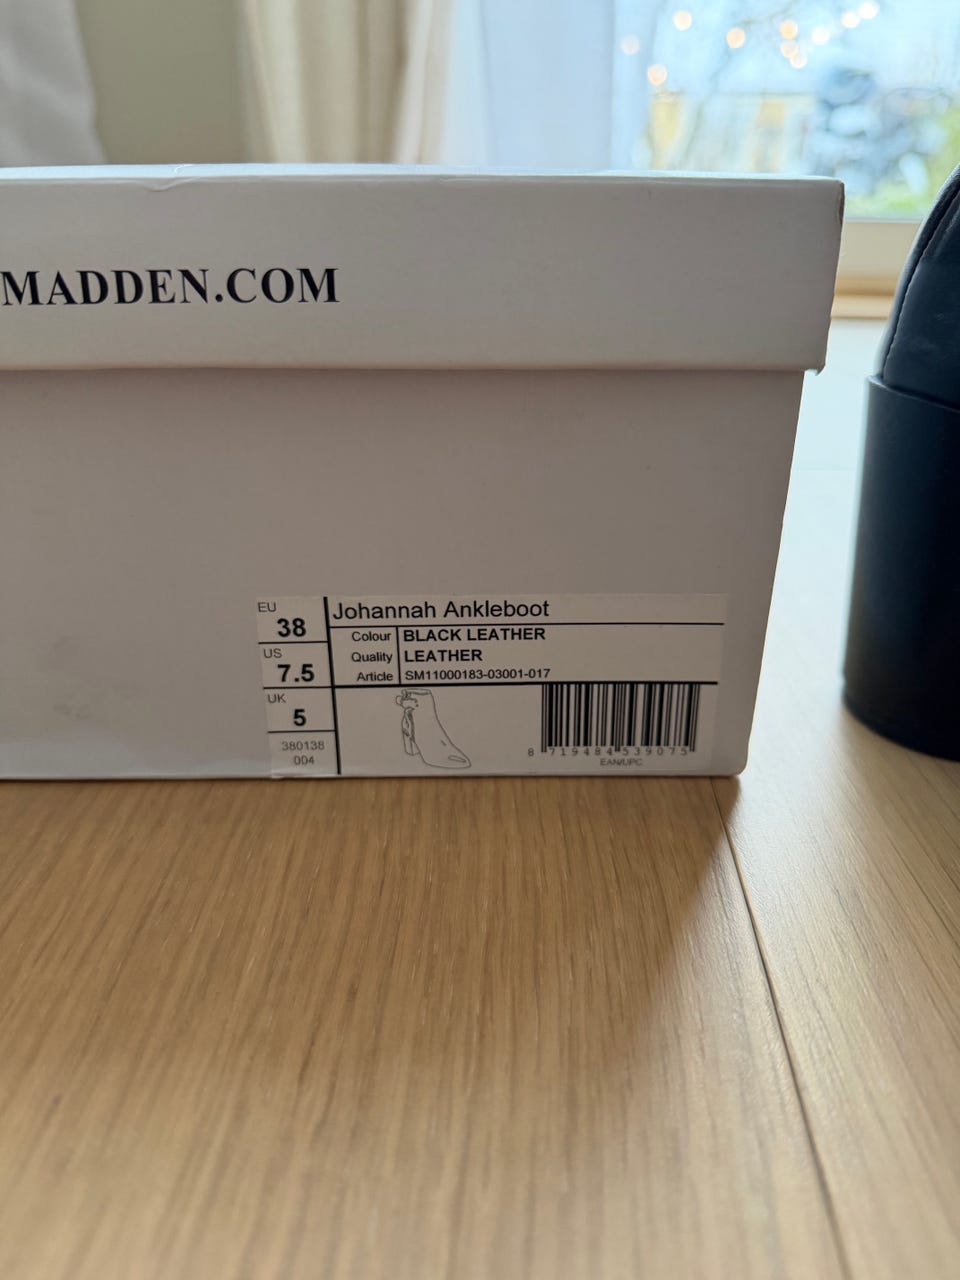 MADDEN.COM
EU
38
US
7.5
UK
5
380138
004
Johannah Ankleboot
Colour BLACK LEATHER
Quality LEATHER
Article SM11000183-03001-017
8 719484 539075
EAN/UPC